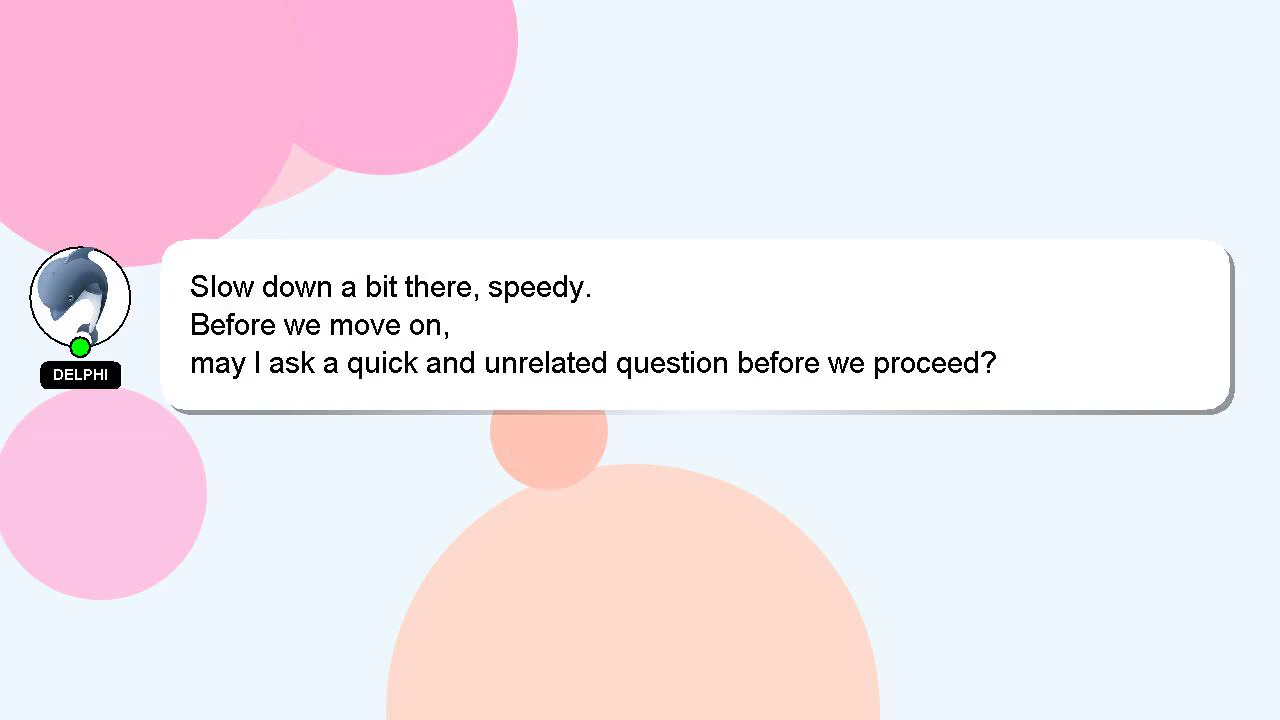 Slow down a bit there, speedy.
Before we move on,
may I ask a quick and unrelated question before we proceed?
DELPHI